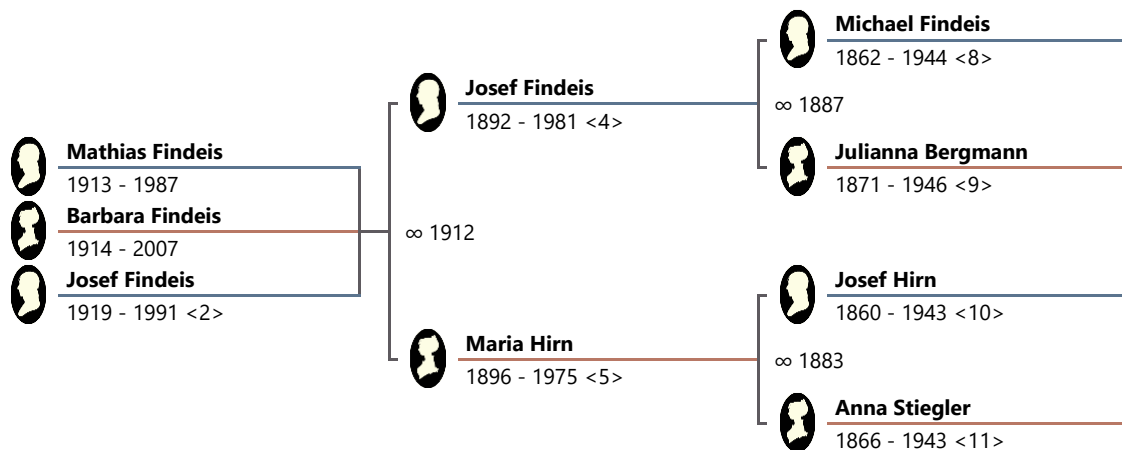 Mathias Findeis
1913 - 1987
Barbara Findeis
1914 - 2007
Josef Findeis
1919 - 1991 <2>
Josef Findeis
1892 - 1981 <4>
∞ 1912
Maria Hirn
1896 - 1975 <5>
Michael Findeis
1862 - 1944 <8>
∞ 1887
Julianna Bergmann
1871 - 1946 <9>
Josef Hirn
1860 - 1943 <10>
∞ 1883
Anna Stiegler
1866 - 1943 <11>